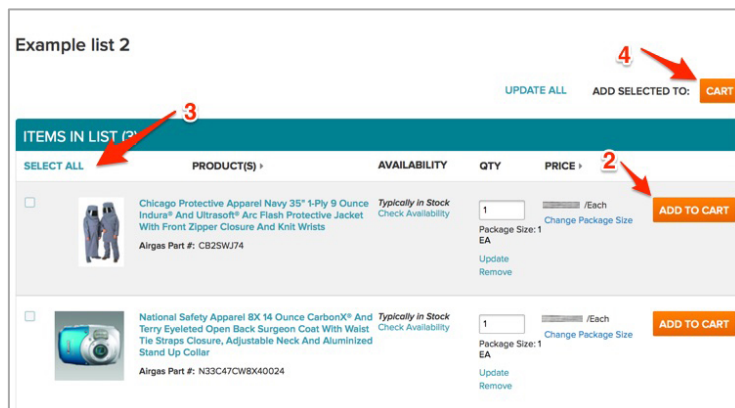 Example list 2
4
UPDATE ALL ADD SELECTED TO: CART
3
ITEMS IN LIST (3)
SELECT ALL PRODUCT(S) AVAILABILITY QTY PRICE
2
Chicago Protective Apparel Navy 35" 1-Ply 9 Ounce
Indura® And Ultrasoft® Arc Flash Protective Jacket
With Front Zipper Closure And Knit Wrists
Airgas Part #: CB2SWJ74
Typically in Stock
Check Availability
1
Package Size: 1
EA
Update
Remove
/Each
Change Package Size
ADD TO CART
National Safety Apparel 8X 14 Ounce CarbonX® And
Terry Eyeleted Open Back Surgeon Coat With Waist
Tie Straps Closure, Adjustable Neck And Aluminized
Stand Up Collar
Airgas Part #: N33C47CW8X40024
Typically in Stock
Check Availability
1
Package Size: 1
EA
Update
Remove
/Each
Change Package Size
ADD TO CART